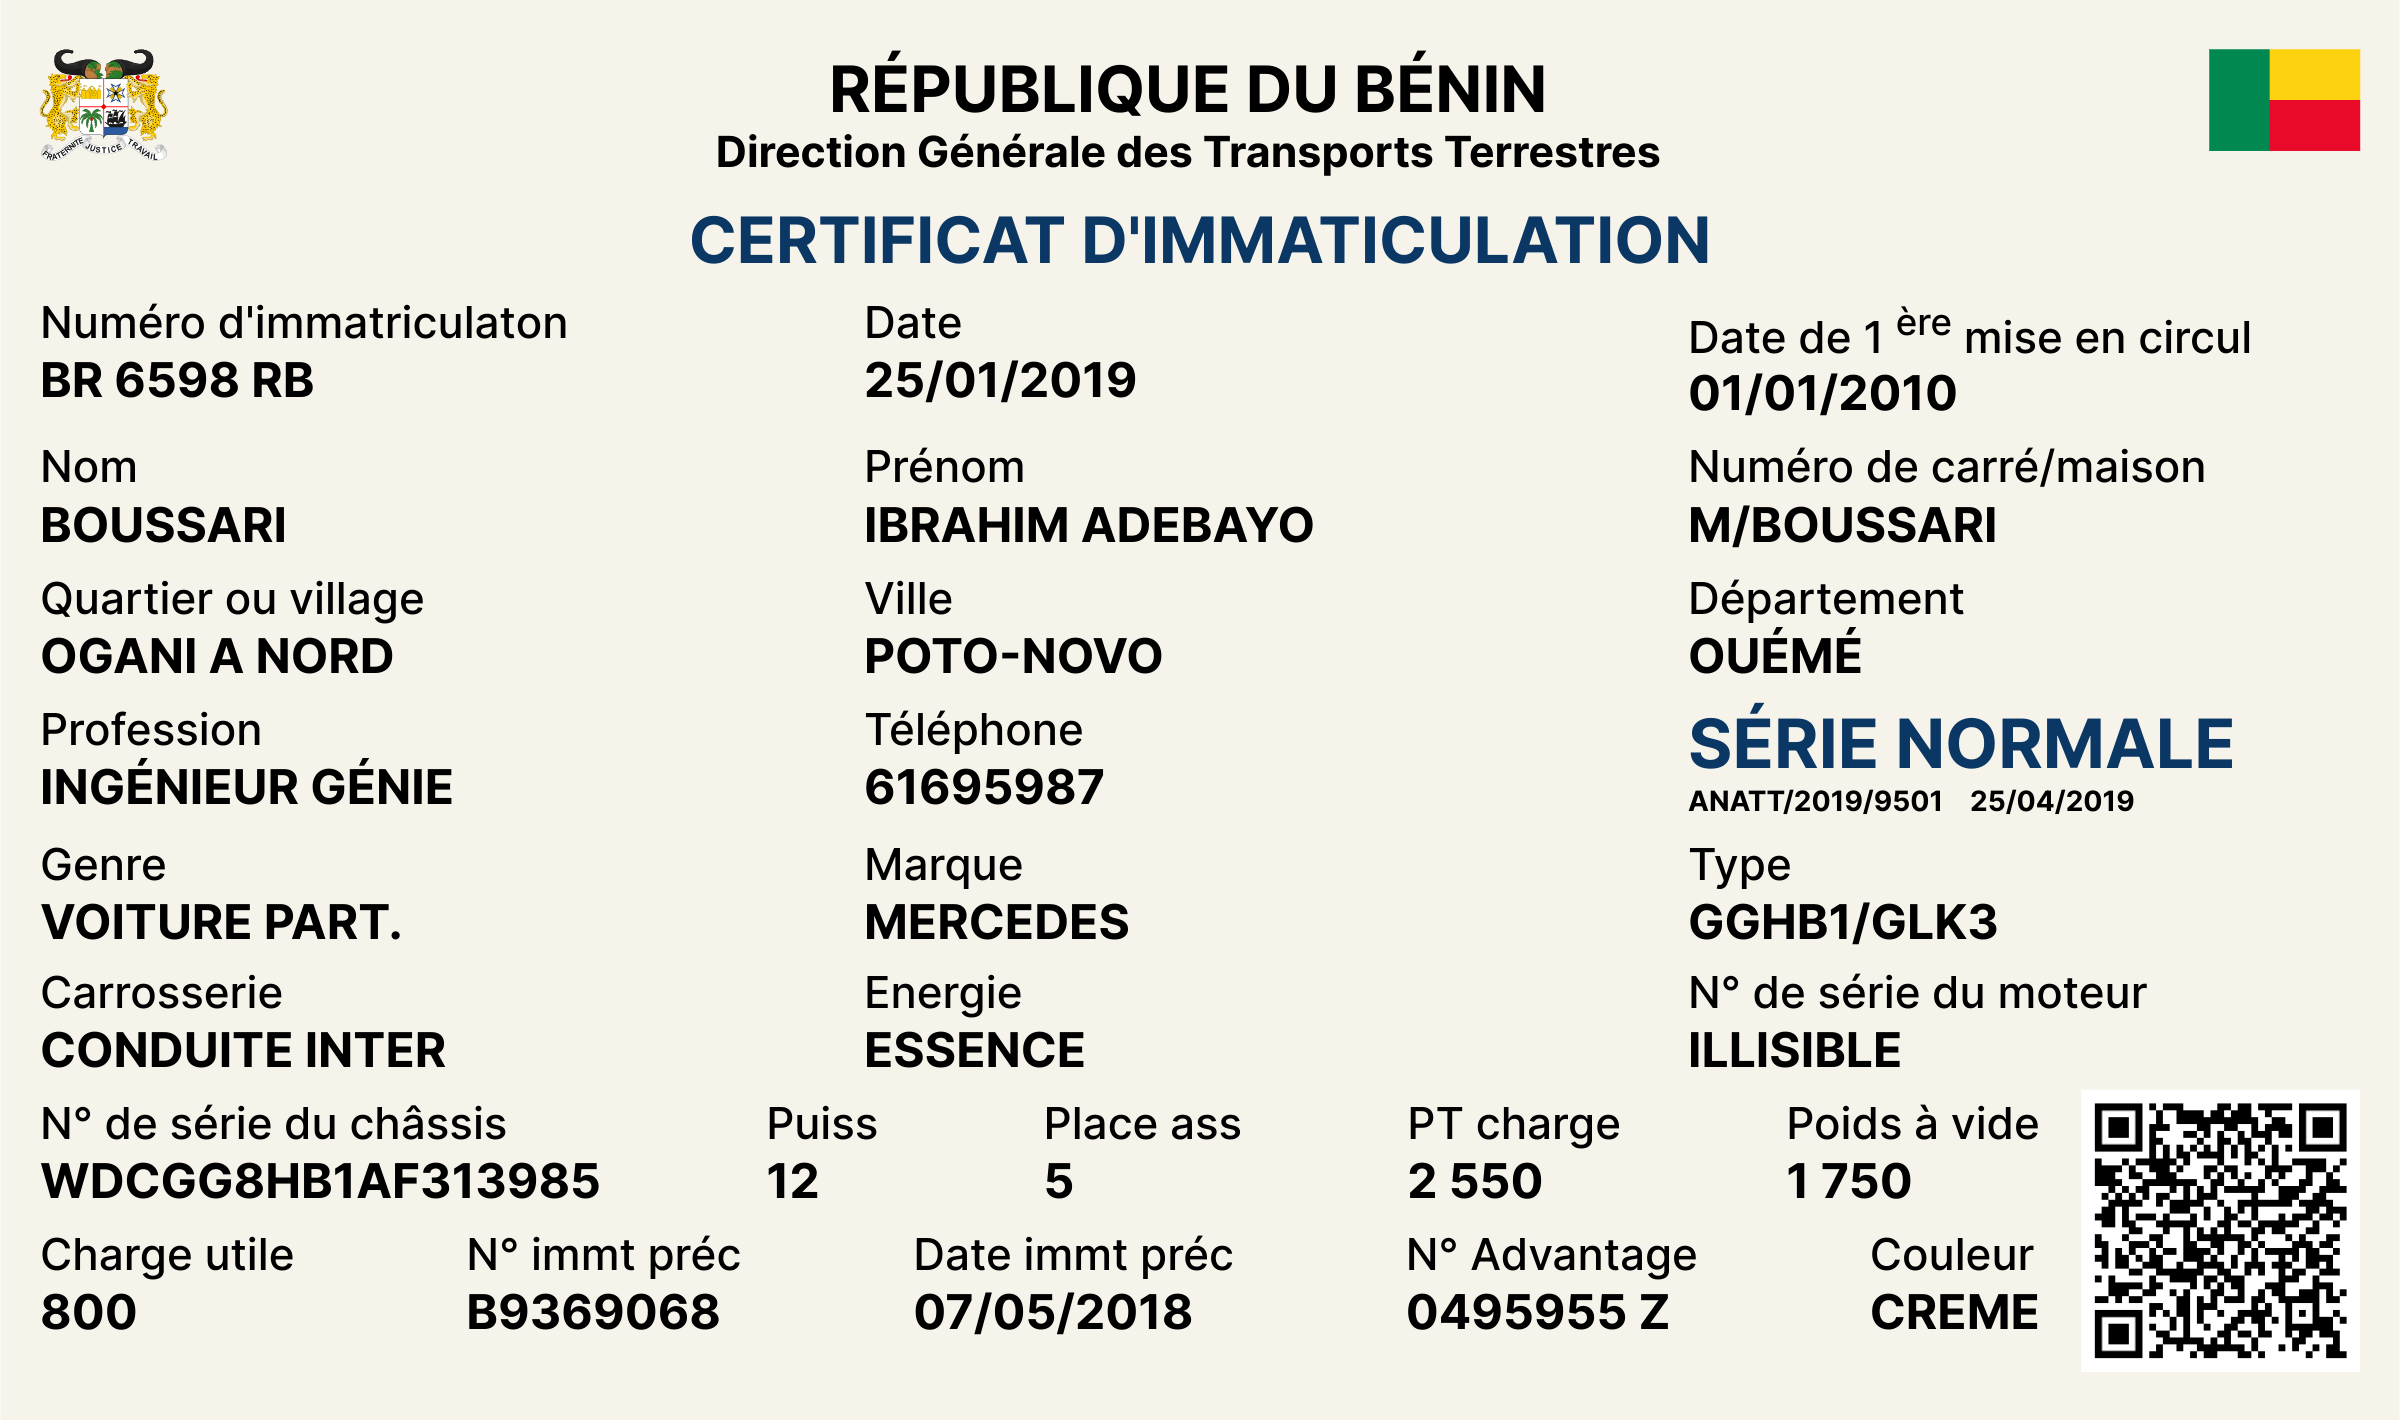 FRATERNITE JUSTICE TRAVAIL
RÉPUBLIQUE DU BÉNIN
Direction Générale des Transports Terrestres
CERTIFICAT D'IMMATICULATION
Numéro d'immatriculaton Date Date de 1 ère mise en circul
BR 6598 RB 25/01/2019 01/01/2010
Nom Prénom Numéro de carré/maison
BOUSSARI IBRAHIM ADEBAYO M/BOUSSARI
Quartier ou village Ville Département
OGANI A NORD POTO-NOVO OUÉMÉ
Profession Téléphone SÉRIE NORMALE
INGÉNIEUR GÉNIE 61695987 ANATT/2019/9501 25/04/2019
Genre Marque Type
VOITURE PART. MERCEDES GGHB1/GLK3
Carrosserie Energie N° de série du moteur
CONDUITE INTER ESSENCE ILLISIBLE
N° de série du châssis Puiss Place ass PT charge Poids à vide
WDCGG8HB1AF313985 12 5 2 550 1 750
Charge utile N° immt préc Date immt préc N° Advantage Couleur
800 B9369068 07/05/2018 0495955 Z CREME